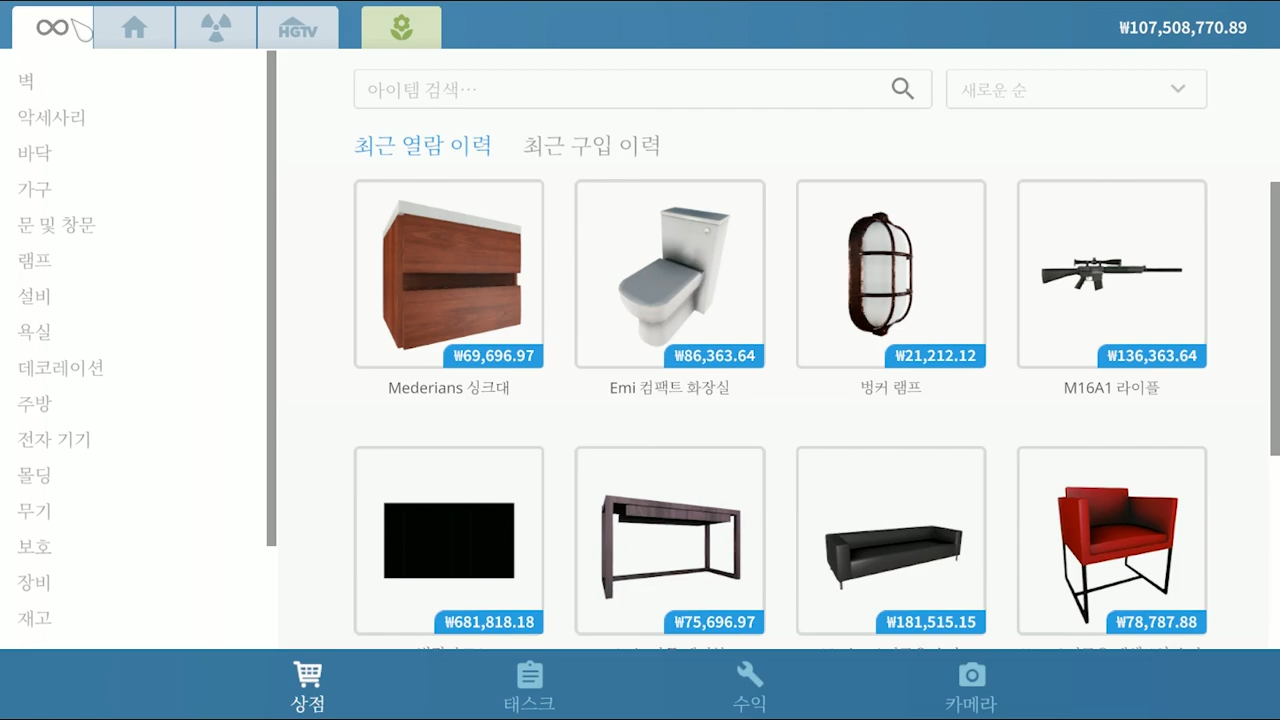 HGTV
₩107,508,770.89
벽
악세사리
바닥
가구
문 및 창문
램프
설비
욕실
데코레이션
주방
전자 기기
몰딩
무기
보호
장비
재고
아이템 검색…
새로운 순
최근 열람 이력
최근 구입 이력
₩69,696.97
₩86,363.64
₩21,212.12
₩136,363.64
Mederians 싱크대
Emi 컴팩트 화장실
벙커 램프
M16A1 라이플
₩681,818.18
₩75,696.97
₩181,515.15
₩78,787.88
상점
태스크
수익
카메라